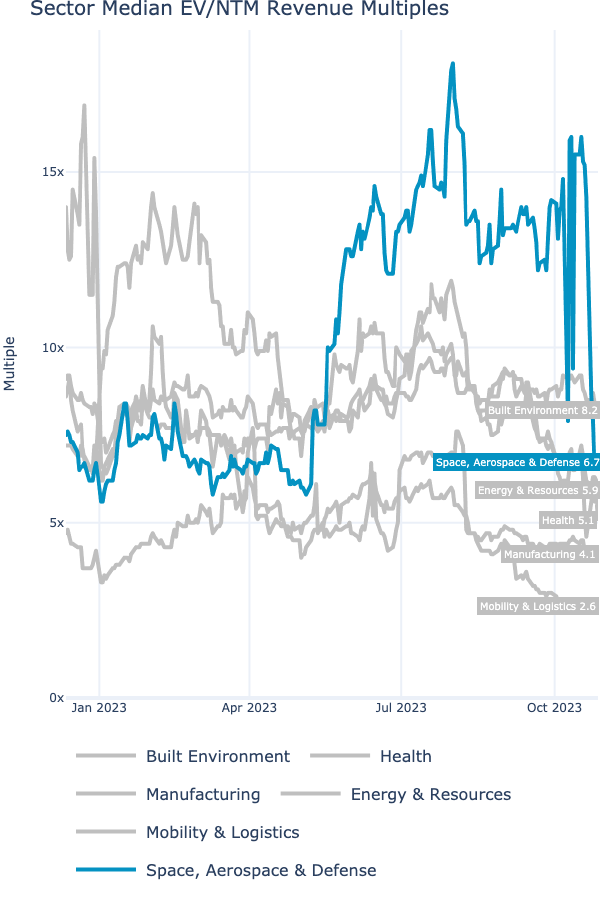 Sector Median EV/NTM Revenue Multiples
15x
10x
5x
0x
Multiple
Built Environment 8.2
Space, Aerospace & Defense 6.7
Energy & Resources 5.9
Health 5.1
Manufacturing 4.1
Mobility & Logistics 2.6
Jan 2023 Apr 2023 Jul 2023 Oct 2023
Built Environment Health
Manufacturing Energy & Resources
Mobility & Logistics
Space, Aerospace & Defense